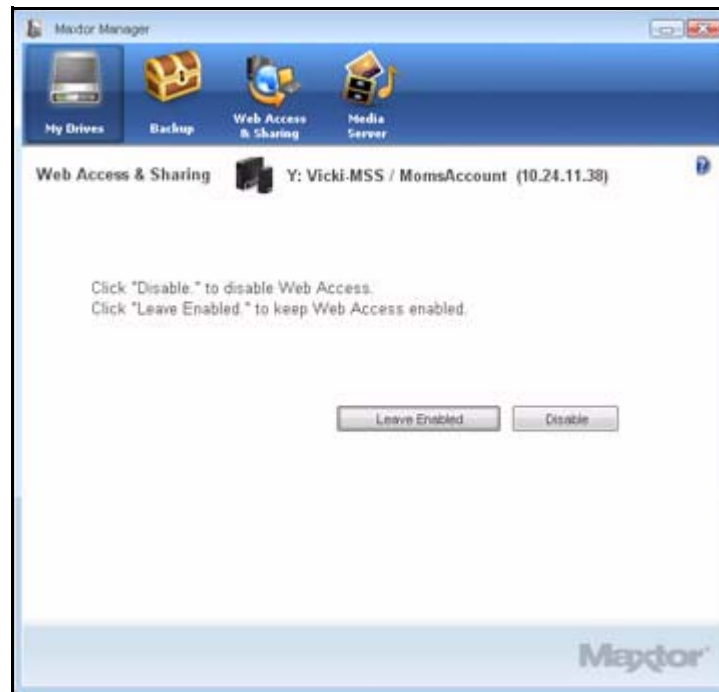 Maxtor Manager
My Drives
Backup
Web Access
& Sharing
Media
Server
Web Access & Sharing
Y: Vicki-MSS / MomsAccount (10.24.11.38)
Click "Disable." to disable Web Access.
Click "Leave Enabled." to keep Web Access enabled.
Leave Enabled
Disable
Maxtor